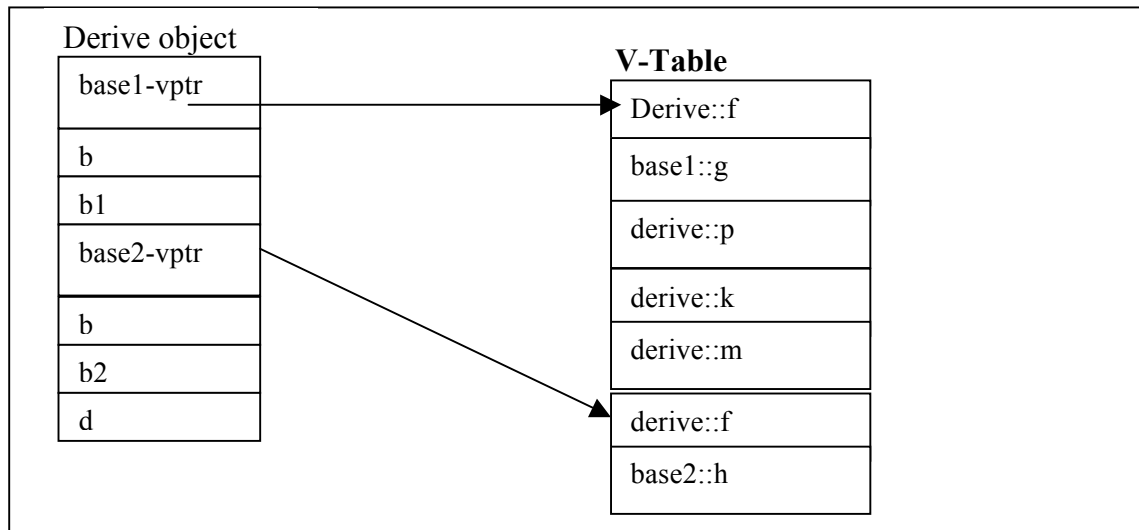 Derive object
base1-vptr
b
b1
base2-vptr
b
b2
d
V-Table
Derive::f
base1::g
derive::p
derive::k
derive::m
derive::f
base2::h